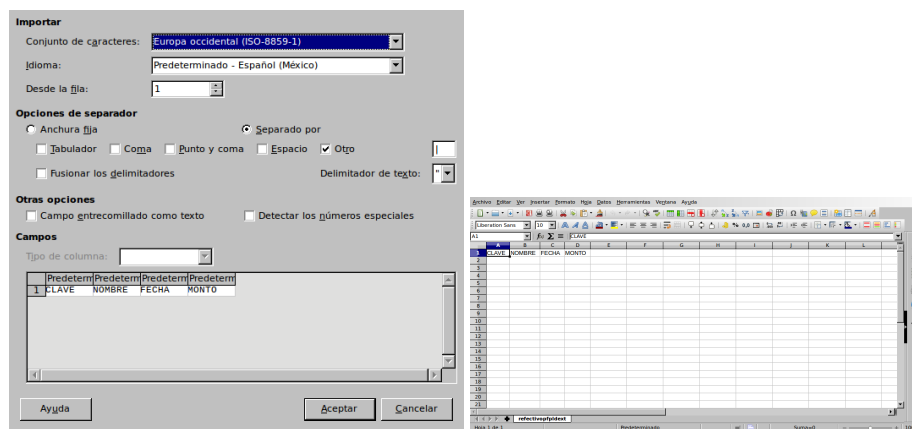 Importar
Conjunto de caracteres: Europa occidental (ISO-8859-1)
Idioma: Predeterminado - Español (México)
Desde la fila: 1
Opciones de separador
Anchura fija Separado por
Tabulador Coma Punto y coma Espacio Otro |
Fusionar los delimitadores Delimitador de texto: "
Otras opciones
Campo entrecomillado como texto Detectar los números especiales
Campos
Tipo de columna:
Predeterm Predeterm Predeterm Predeterm
1 CLAVE NOMBRE FECHA MONTO
Ayuda Aceptar Cancelar
Archivo Editar Ver Insertar Formato Hoja Datos Herramientas Ventana Ayuda
Liberation Sans 10
A1 CLAVE
A B C D E F G H I J K L
1 CLAVE NOMBRE FECHA MONTO
2
3
4
5
6
7
8
9
10
11
12
13
14
15
16
17
18
19
20
21
refectivopfpldext
Hoja 1 de 1 Predeterminado Suma=0